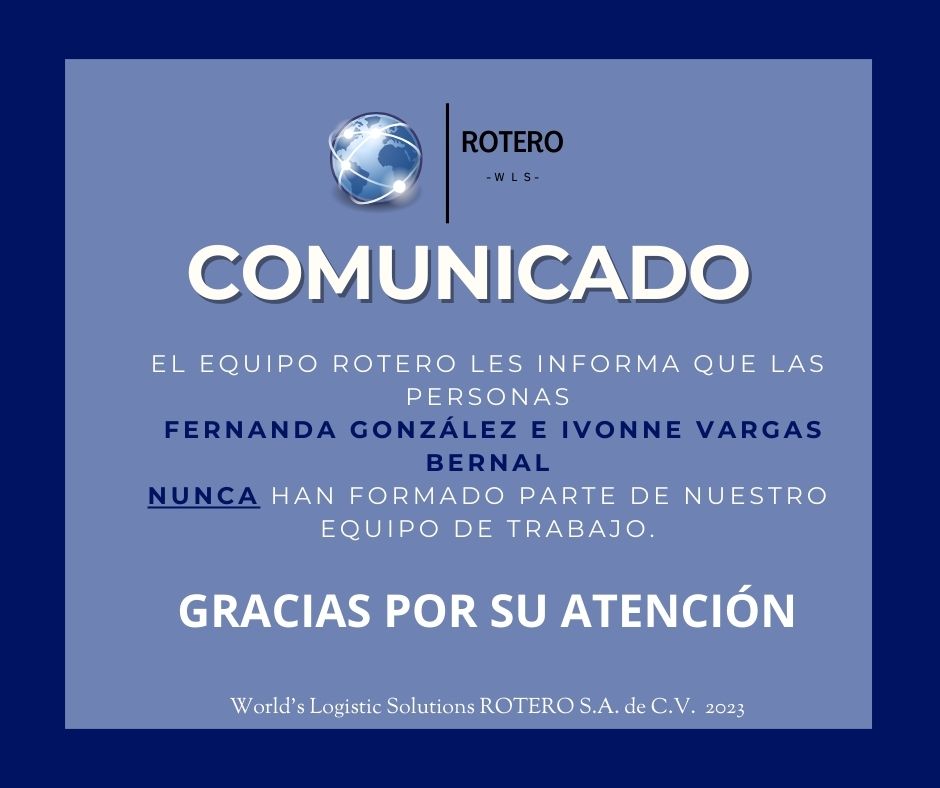 ROTERO
-WLS-
COMUNICADO
EL EQUIPO ROTERO LES INFORMA QUE LAS
PERSONAS
FERNANDA GONZÁLEZ E IVONNE VARGAS
BERNAL
NUNCA HAN FORMADO PARTE DE NUESTRO
EQUIPO DE TRABAJO.
GRACIAS POR SU ATENCIÓN
World's Logistic Solutions ROTERO S.A. de C.V. 2023